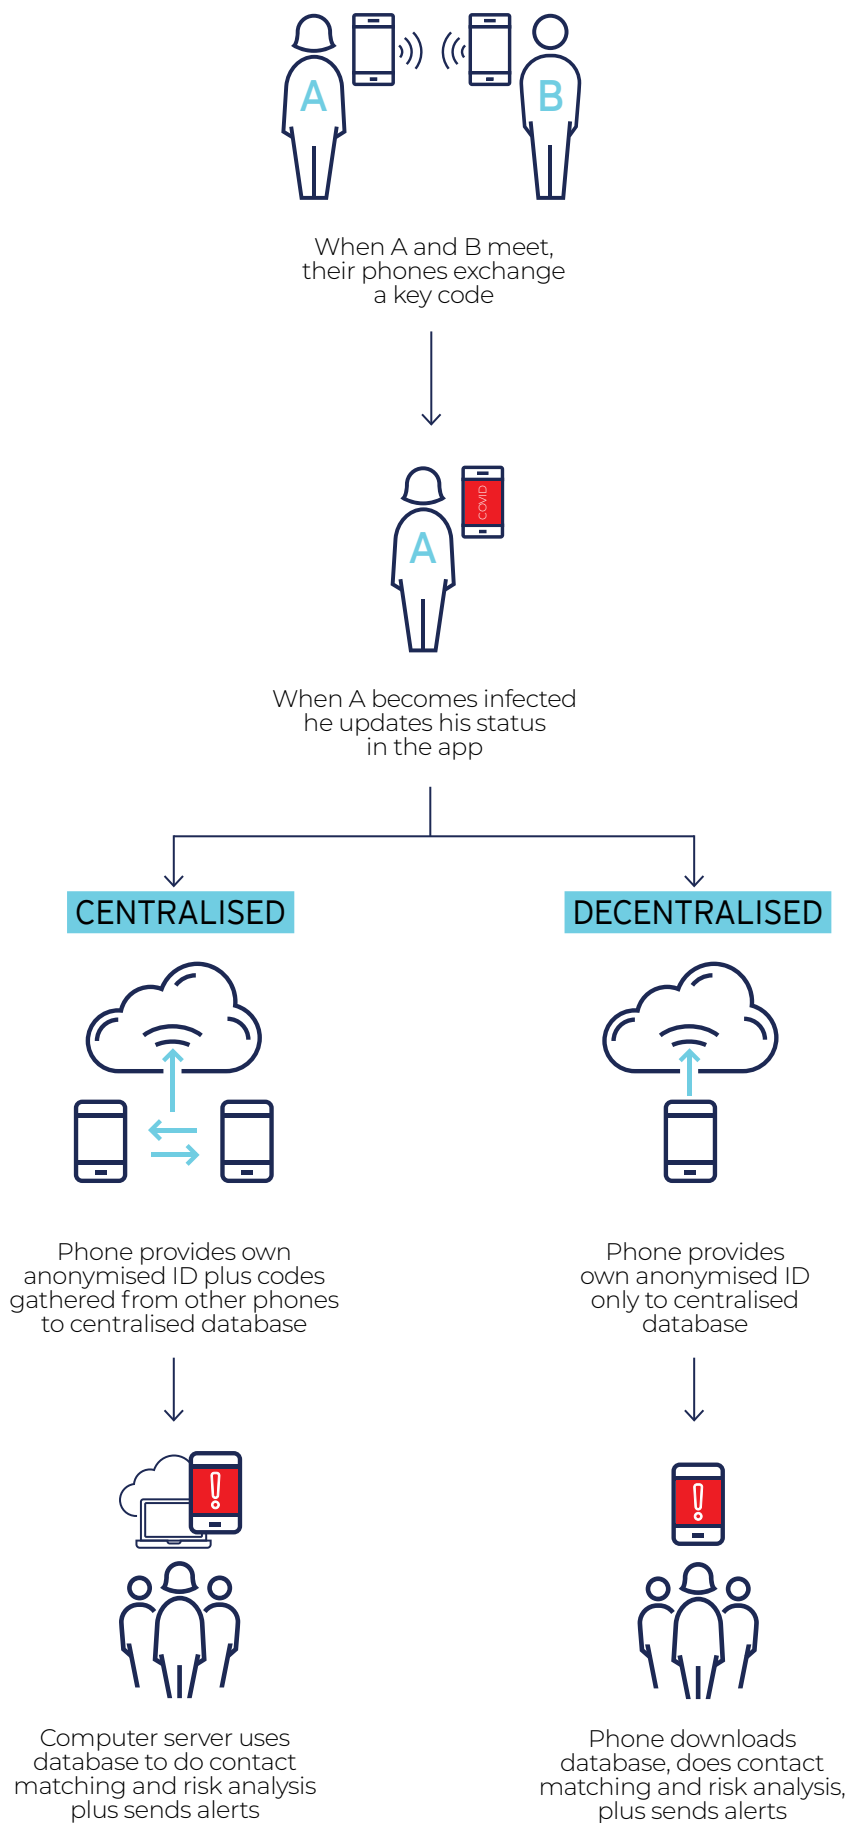 A
B
When A and B meet,
their phones exchange
a key code
COVID
A
When A becomes infected
he updates his status
in the app
CENTRALISED
Phone provides own
anonymised ID plus codes
gathered from other phones
to centralised database
Computer server uses
database to do contact
matching and risk analysis
plus sends alerts
DECENTRALISED
Phone provides
own anonymised ID
only to centralised
database
Phone downloads
database, does contact
matching and risk analysis,
plus sends alerts